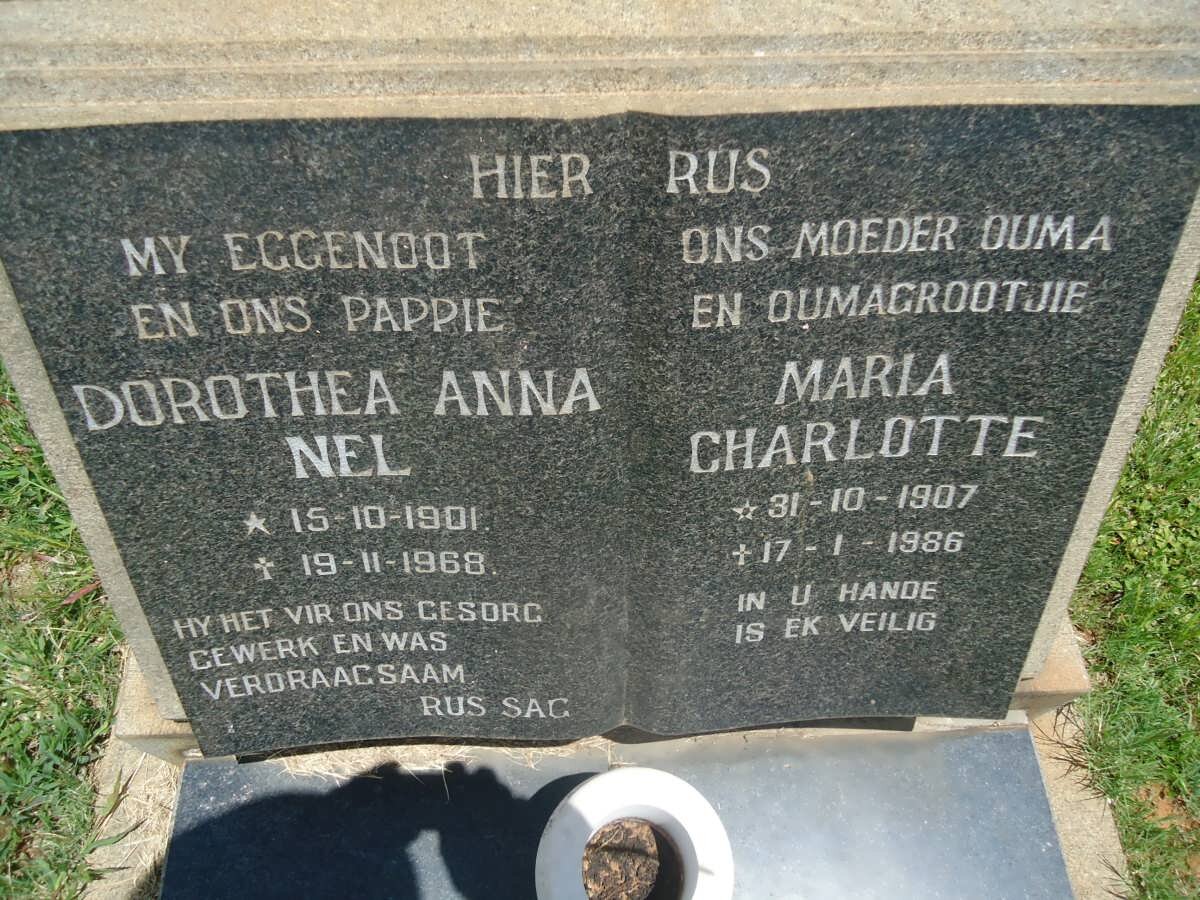 HIER RUS
MY EGGENOOT
EN ONS PAPPIE
DOROTHEA ANNA
NEL
★ 15-10-1901.
✝ 19-11-1968.
HY HET VIR ONS GESORG
GEWERK EN WAS
VERDRAAGSAAM
RUS SAG
ONS MOEDER OUMA
EN OUMAGROOTJIE
MARIA
CHARLOTTE
☆ 31-10-1907
✝ 17-1-1986
IN U HANDE
IS EK VEILIG